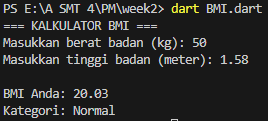 PS E:\A SMT 4\PM\week2> dart BMI.dart
=== KALKULATOR BMI ===
Masukkan berat badan (kg): 50
Masukkan tinggi badan (meter): 1.58
BMI Anda: 20.03
Kategori: Normal